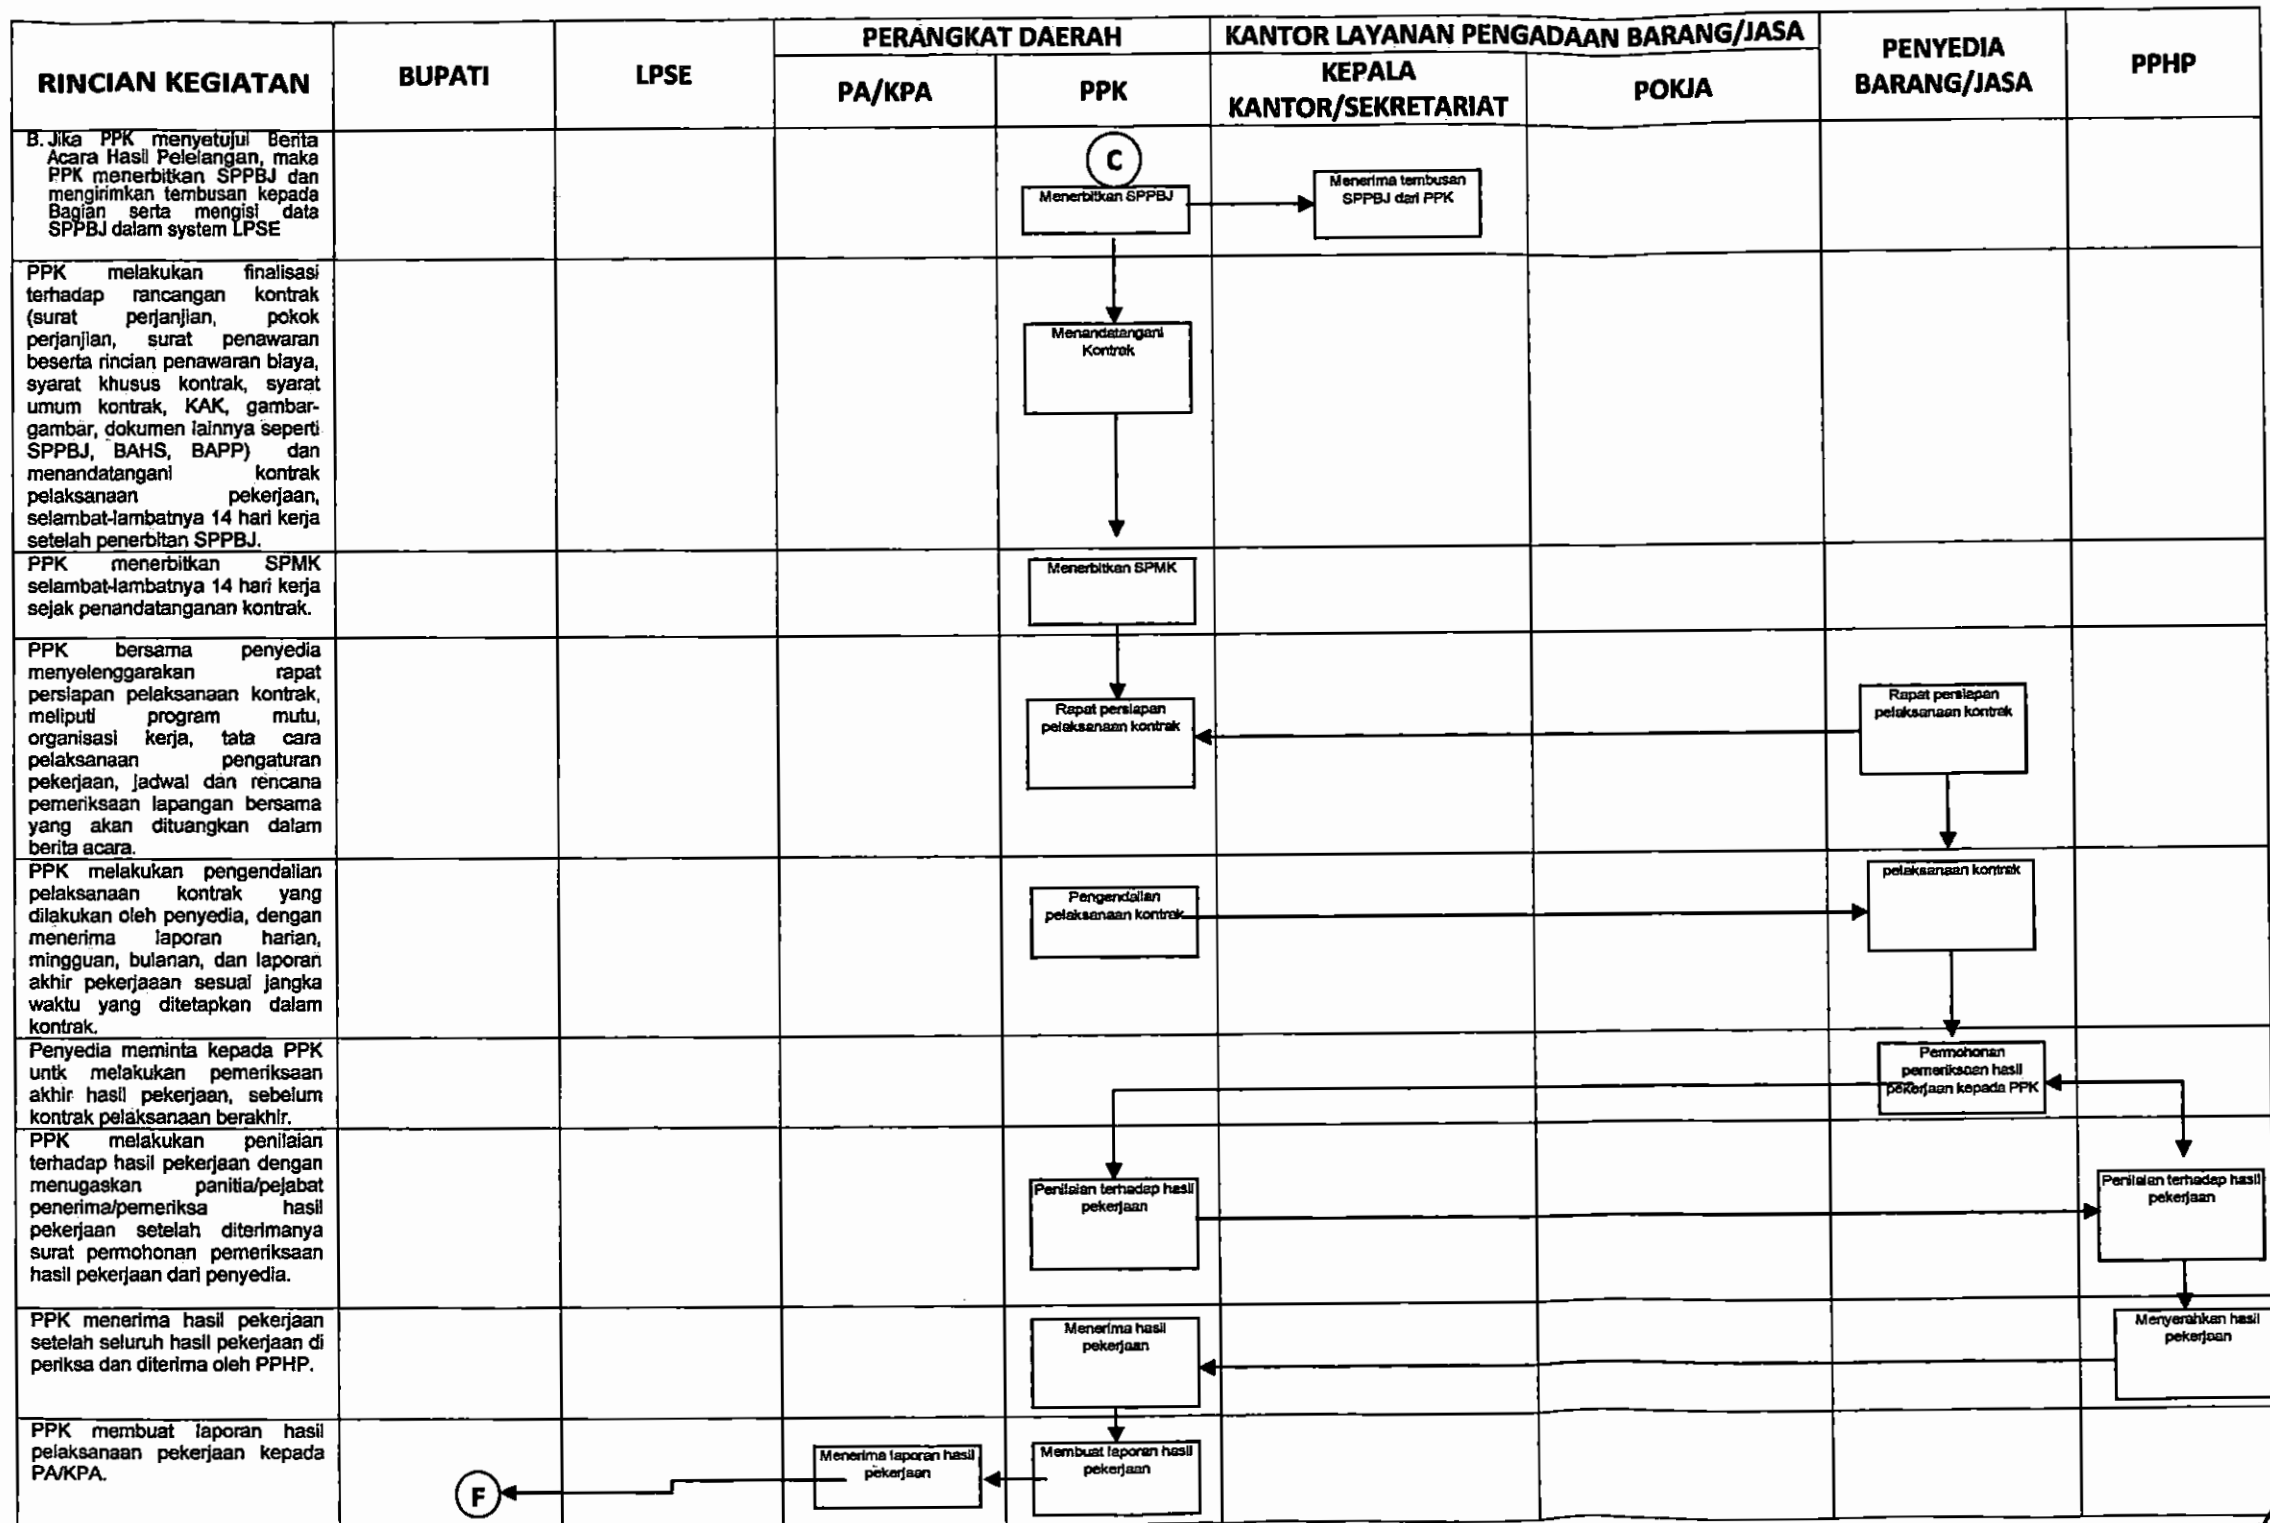 RINCIAN KEGIATAN
BUPATI
LPSE
PERANGKAT DAERAH
PA/KPA
PPK
KANTOR LAYANAN PENGADAAN BARANG/JASA
KEPALA
KANTOR/SEKRETARIAT
POKJA
PENYEDIA
BARANG/JASA
PPHP
B. Jika PPK menyetujui Berita
Acara Hasil Pelelangan, maka
PPK menerbitkan SPPBJ dan
mengirimkan tembusan kepada
Bagian serta mengisi data
SPPBJ dalam system LPSE
C
Menerbitkan SPPBJ
Menerima tembusan
SPPBJ dari PPK
PPK melakukan finalisasi
terhadap rancangan kontrak
(surat perjanjian, pokok
perjanjian, surat penawaran
beserta rincian penawaran biaya,
syarat khusus kontrak, syarat
umum kontrak, KAK, gambar-
gambar, dokumen lainnya seperti
SPPBJ, BAHS, BAPP) dan
menandatangani kontrak
pelaksanaan pekerjaan,
selambat-lambatnya 14 hari kerja
setelah penerbitan SPPBJ.
Menandatangani
Kontrak
PPK menerbitkan SPMK
selambat-lambatnya 14 hari kerja
sejak penandatanganan kontrak.
Menerbitkan SPMK
PPK bersama penyedia
menyelenggarakan rapat
persiapan pelaksanaan kontrak,
meliputi program mutu,
organisasi kerja, tata cara
pelaksanaan pengaturan
pekerjaan, jadwal dan rencana
pemeriksaan lapangan bersama
yang akan dituangkan dalam
berita acara.
Rapat persiapan
pelaksanaan kontrak
Rapat persiapan
pelaksanaan kontrak
PPK melakukan pengendalian
pelaksanaan kontrak yang
dilakukan oleh penyedia, dengan
menerima laporan harian,
mingguan, bulanan, dan laporan
akhir pekerjaaan sesuai jangka
waktu yang ditetapkan dalam
kontrak.
Pengendalian
pelaksanaan kontrak
pelaksanaan kontrak
Penyedia meminta kepada PPK
untk melakukan pemeriksaan
akhir hasil pekerjaan, sebelum
kontrak pelaksanaan berakhir.
Permohonan
pemeriksaan hasil
pekerjaan kepada PPK
PPK melakukan penilaian
terhadap hasil pekerjaan dengan
menugaskan panitia/pejabat
penerima/pemeriksa hasil
pekerjaan setelah diterimanya
surat permohonan pemeriksaan
hasil pekerjaan dari penyedia.
Penilaian terhadap hasil
pekerjaan
Penilaian terhadap hasil
pekerjaan
PPK menerima hasil pekerjaan
setelah seluruh hasil pekerjaan di
periksa dan diterima oleh PPHP.
Menerima hasil
pekerjaan
Menyerahkan hasil
pekerjaan
PPK membuat laporan hasil
pelaksanaan pekerjaan kepada
PA/KPA.
F
Menerima laporan hasil
pekerjaan
Membuat laporan hasil
pekerjaan